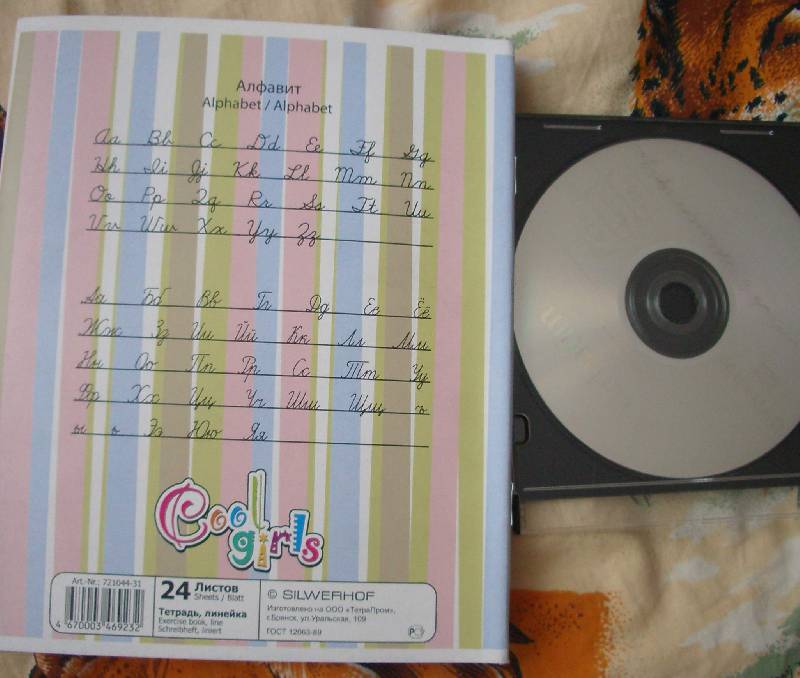 Алфавит
Alphabet / Alphabet
Aa Bb Cc Dd Ee Ff Gg
Hh Ii Jj Kk Ll Mm Nn
Oo Pp Qq Rr Ss Tt Uu
Vv Ww Xx Yy Zz
Аа Бб Вв Гг Дд Ее Ёё
Жж Зз Ии Йй Кк Лл Мм
Нн Оо Пп Рр Сс Тт Уу
Фф Хх Цц Чч Шш Щщ ъ
ы ь Ээ Юю Яя
Cool
girls
Art.-Nr.: 721044-31
4 670003 469232
24 Листов
Sheets / Blatt
Тетрадь, линейка
Exercise book, line
Schreibheft, liniert
© SILWERHOF
Изготовлено на ООО «ТетраПром»,
г.Брянск, ул.Уральская, 109
ГОСТ 12063-89